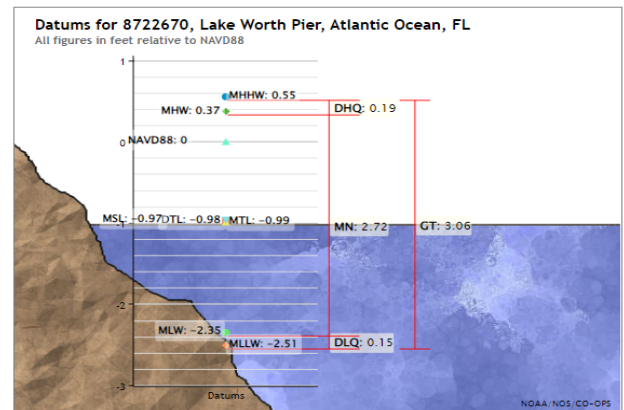 Datums for 8722670, Lake Worth Pier, Atlantic Ocean, FL
All figures in feet relative to NAVD88
1
MHHW: 0.55
MHW: 0.37
DHQ: 0.19
0
NAVD88: 0
MSL: −0.97
DTL: −0.98
MTL: −0.99
-1
MN: 2.72
GT: 3.06
-2
MLW: −2.35
MLLW: −2.51
DLQ: 0.15
-3
Datums
NOAA/NOS/CO-OPS